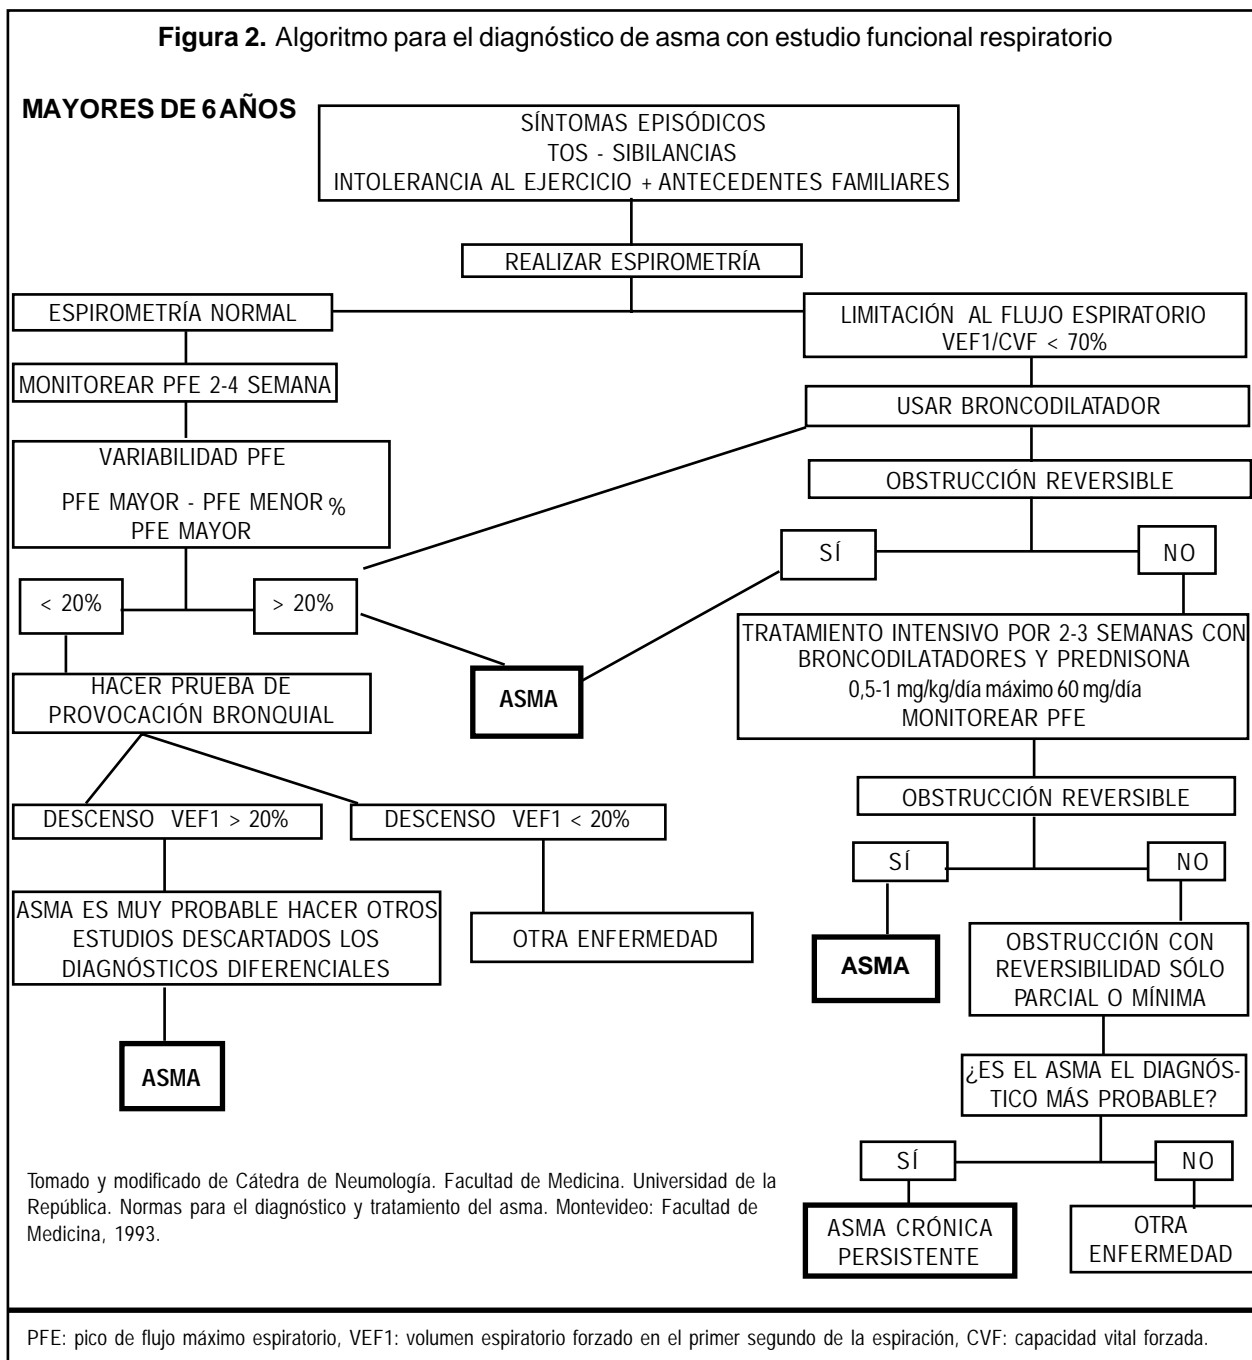 Figura 2. Algoritmo para el diagnóstico de asma con estudio funcional respiratorio
MAYORES DE 6 AÑOS
SÍNTOMAS EPISÓDICOS
TOS - SIBILANCIAS
INTOLERANCIA AL EJERCICIO + ANTECEDENTES FAMILIARES
REALIZAR ESPIROMETRÍA
ESPIROMETRÍA NORMAL
LIMITACIÓN AL FLUJO ESPIRATORIO
VEF1/CVF < 70%
MONITOREAR PFE 2-4 SEMANA
USAR BRONCODILATADOR
VARIABILIDAD PFE
PFE MAYOR - PFE MENOR %
PFE MAYOR
OBSTRUCCIÓN REVERSIBLE
SÍ
NO
< 20%
> 20%
ASMA
TRATAMIENTO INTENSIVO POR 2-3 SEMANAS CON
BRONCODILATADORES Y PREDNISONA
0,5-1 mg/kg/día máximo 60 mg/día
MONITOREAR PFE
HACER PRUEBA DE
PROVOCACIÓN BRONQUIAL
OBSTRUCCIÓN REVERSIBLE
DESCENSO VEF1 > 20%
DESCENSO VEF1 < 20%
SÍ
NO
ASMA ES MUY PROBABLE HACER OTROS
ESTUDIOS DESCARTADOS LOS
DIAGNÓSTICOS DIFERENCIALES
OTRA ENFERMEDAD
ASMA
OBSTRUCCIÓN CON
REVERSIBILIDAD SÓLO
PARCIAL O MÍNIMA
ASMA
¿ES EL ASMA EL DIAGNÓS-
TICO MÁS PROBABLE?
SÍ
NO
ASMA CRÓNICA
PERSISTENTE
OTRA
ENFERMEDAD
Tomado y modificado de Cátedra de Neumología. Facultad de Medicina. Universidad de la
República. Normas para el diagnóstico y tratamiento del asma. Montevideo: Facultad de
Medicina, 1993.
PFE: pico de flujo máximo espiratorio, VEF1: volumen espiratorio forzado en el primer segundo de la espiración, CVF: capacidad vital forzada.